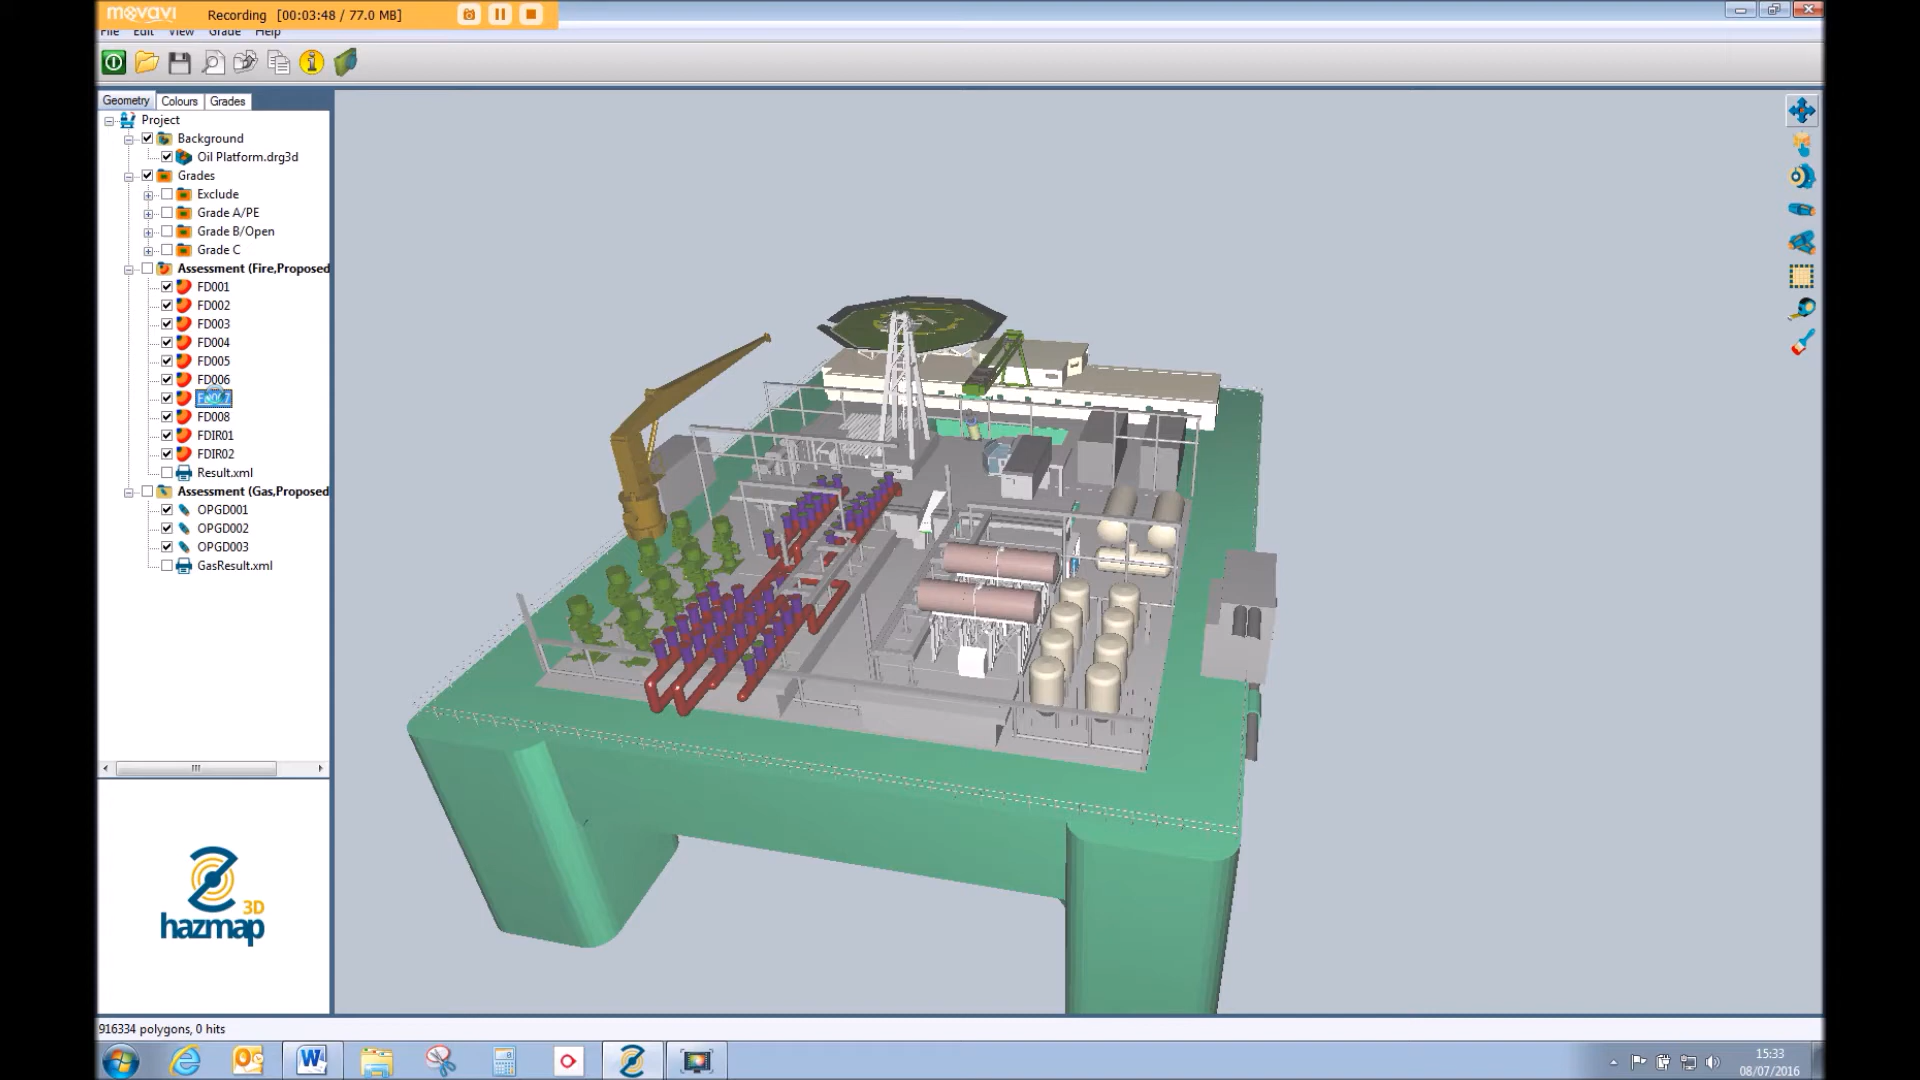 movavi
Recording [00:03:48 / 77.0 MB]
File Edit View Grade Help
Geometry Colours Grades
Project
Background
Oil Platform.drg3d
Grades
Exclude
Grade A/PE
Grade B/Open
Grade C
Assessment (Fire,Proposed
FD001
FD002
FD003
FD004
FD005
FD006
FD007
FD008
FDIR01
FDIR02
Result.xml
Assessment (Gas,Proposed
OPGD001
OPGD002
OPGD003
GasResult.xml
3D
hazmap
916334 polygons, 0 hits
15:33
08/07/2016